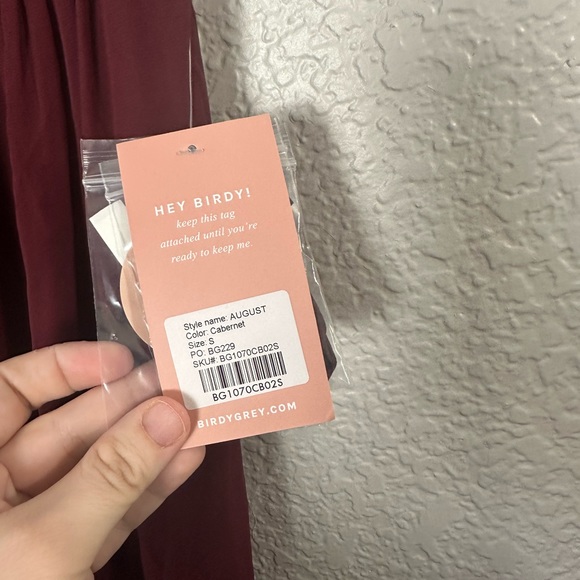 HEY BIRDY!
keep this tag
attached until you're
ready to keep me.
Style name: AUGUST
Color: Cabernet
Size: S
PO: BG229
SKU#: BG1070CB02S
BG1070CB02S
BIRDYGREY.COM